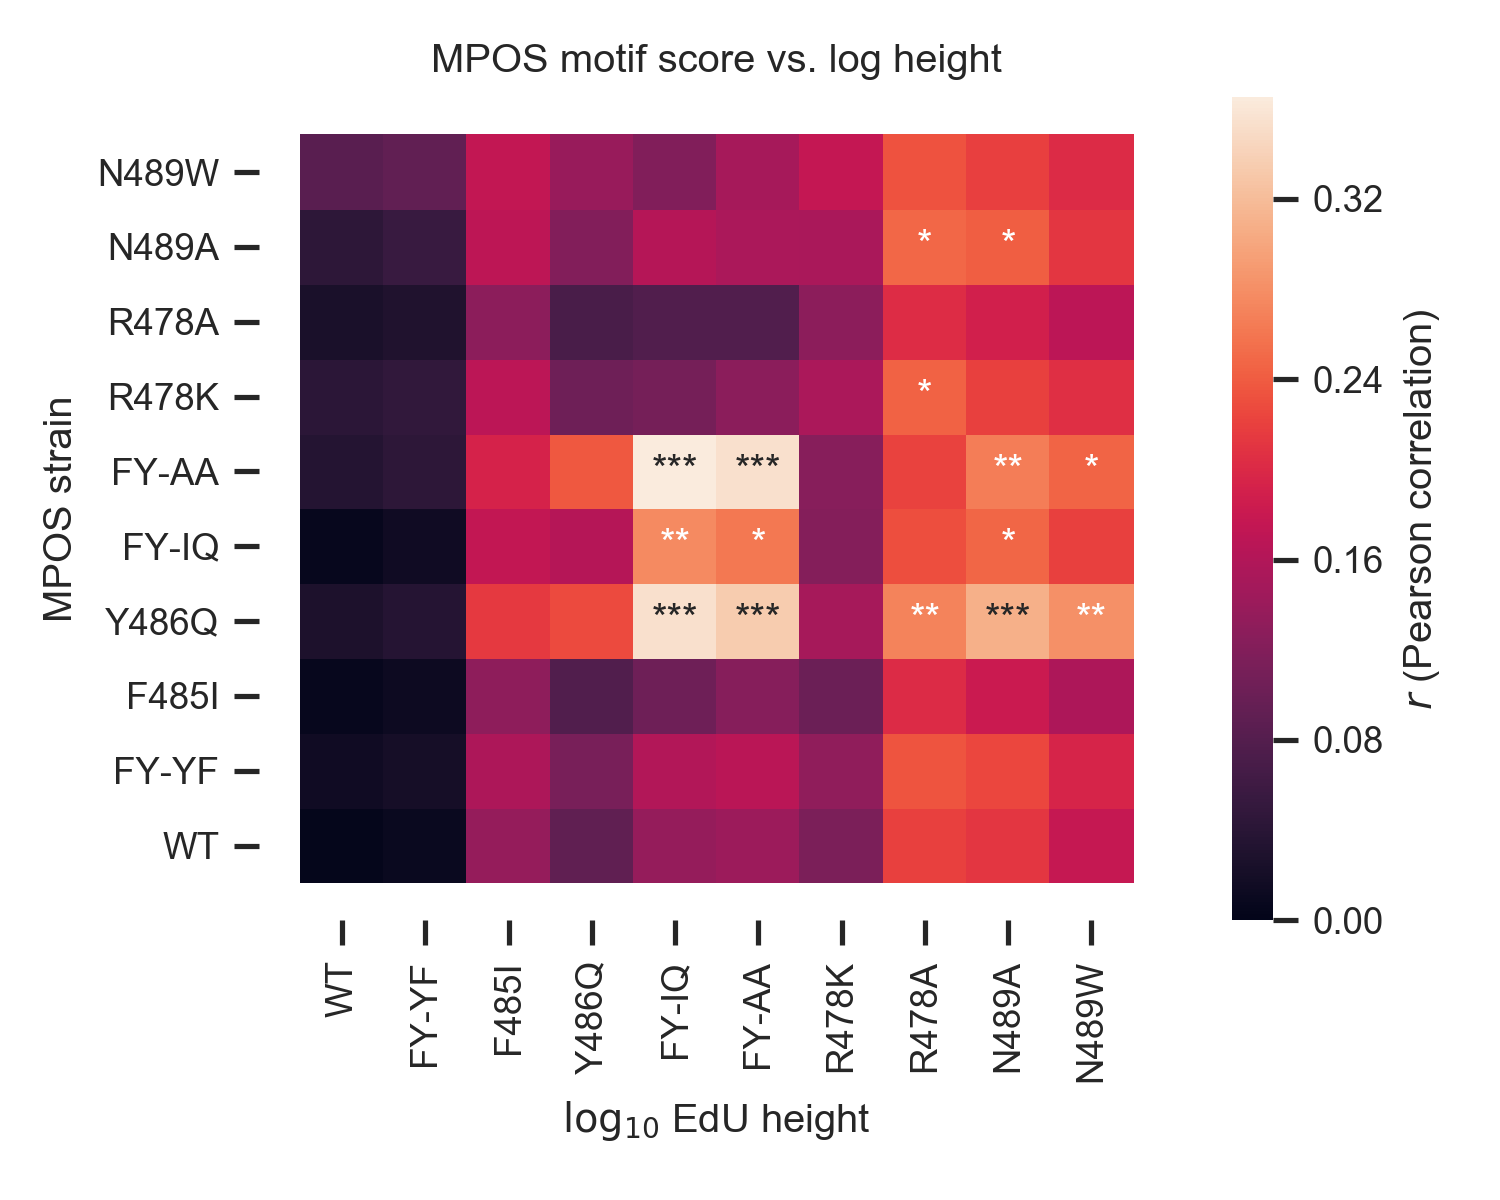 MPOS motif score vs. log height
MPOS strain
N489W
N489A * *
R478A
R478K *
FY-AA *** *** ** *
FY-IQ ** * *
Y486Q *** *** ** *** **
F485I
FY-YF
WT
WT FY-YF F485I Y486Q FY-IQ FY-AA R478K R478A N489A N489W
log₁₀ EdU height
0.32
0.24
0.16
0.08
0.00
r (Pearson correlation)